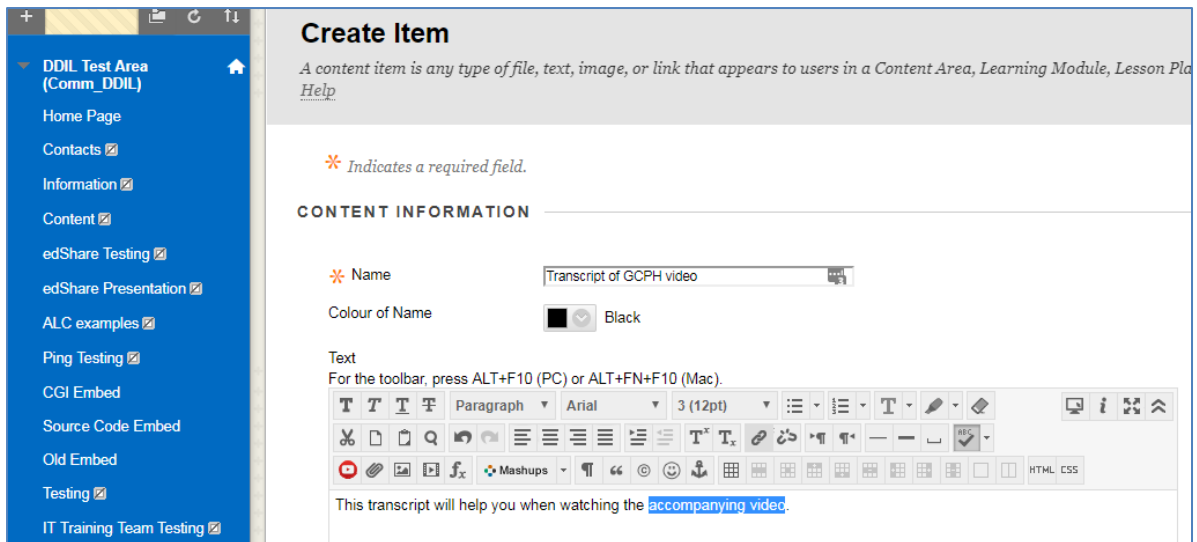 DDIL Test Area
(Comm_DDIL)
Home Page
Contacts
Information
Content
edShare Testing
edShare Presentation
ALC examples
Ping Testing
CGI Embed
Source Code Embed
Old Embed
Testing
IT Training Team Testing
Create Item
A content item is any type of file, text, image, or link that appears to users in a Content Area, Learning Module, Lesson Pla
Help
Indicates a required field.
CONTENT INFORMATION
Name Transcript of GCPH video
Colour of Name Black
Text
For the toolbar, press ALT+F10 (PC) or ALT+FN+F10 (Mac).
T T T T Paragraph Arial 3 (12pt) T
Tx Tx ABC
fx Mashups HTML CSS
This transcript will help you when watching the accompanying video.